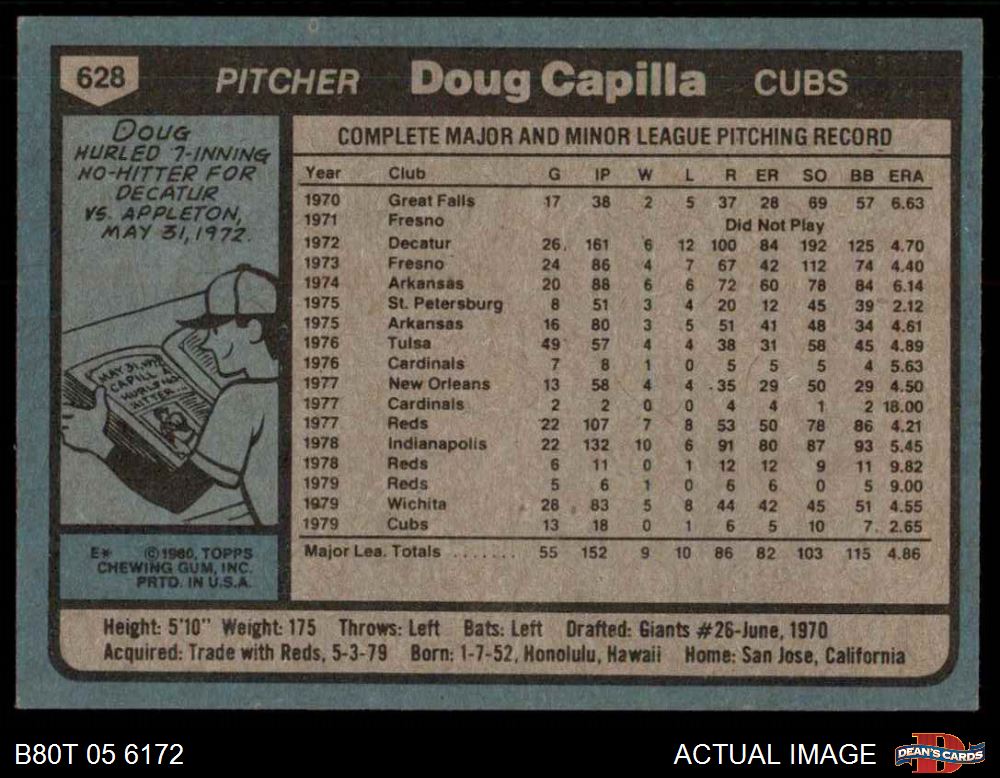 628 PITCHER Doug Capilla CUBS
DOUG
HURLED 7-INNING
NO-HITTER FOR
DECATUR
VS. APPLETON,
MAY 31, 1972.
MAY 31, 1972
CAPILLA
HURLS NO-
HITTER
E* © 1980, TOPPS
CHEWING GUM, INC.
PRTD. IN U.S.A.
COMPLETE MAJOR AND MINOR LEAGUE PITCHING RECORD
Year Club G IP W L R ER SO BB ERA
1970 Great Falls 17 38 2 5 37 28 69 57 6.63
1971 Fresno Did Not Play
1972 Decatur 26 161 6 12 100 84 192 125 4.70
1973 Fresno 24 86 4 7 67 42 112 74 4.40
1974 Arkansas 20 88 6 6 72 60 78 84 6.14
1975 St. Petersburg 8 51 3 4 20 12 45 39 2.12
1975 Arkansas 16 80 3 5 51 41 48 34 4.61
1976 Tulsa 49 57 4 4 38 31 58 45 4.89
1976 Cardinals 7 8 1 0 5 5 5 4 5.63
1977 New Orleans 13 58 4 4 35 29 50 29 4.50
1977 Cardinals 2 2 0 0 4 4 1 2 18.00
1977 Reds 22 107 7 8 53 50 78 86 4.21
1978 Indianapolis 22 132 10 6 91 80 87 93 5.45
1978 Reds 6 11 0 1 12 12 9 11 9.82
1979 Reds 5 6 1 0 6 6 0 5 9.00
1979 Wichita 28 83 5 8 44 42 45 51 4.55
1979 Cubs 13 18 0 1 6 5 10 7 2.65
Major Lea. Totals ....... 55 152 9 10 86 82 103 115 4.86
Height: 5'10" Weight: 175 Throws: Left Bats: Left Drafted: Giants #26-June, 1970
Acquired: Trade with Reds, 5-3-79 Born: 1-7-52, Honolulu, Hawaii Home: San Jose, California
B80T 05 6172 ACTUAL IMAGE DEAN'S CARDS